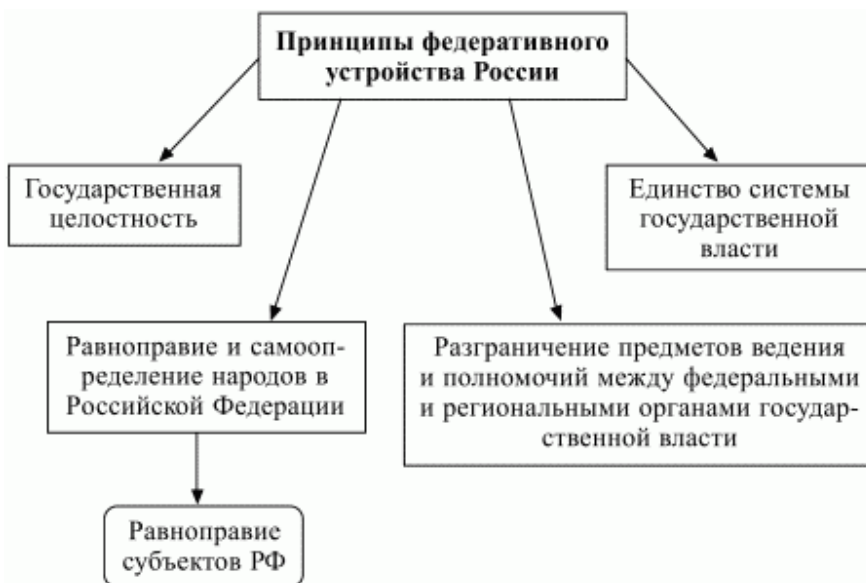 Принципы федеративного
устройства России
Государственная
целостность
Единство системы
государственной
власти
Равноправие и самооп-
ределение народов в
Российской Федерации
Разграничение предметов ведения
и полномочий между федеральными
и региональными органами государ-
ственной власти
Равноправие
субъектов РФ